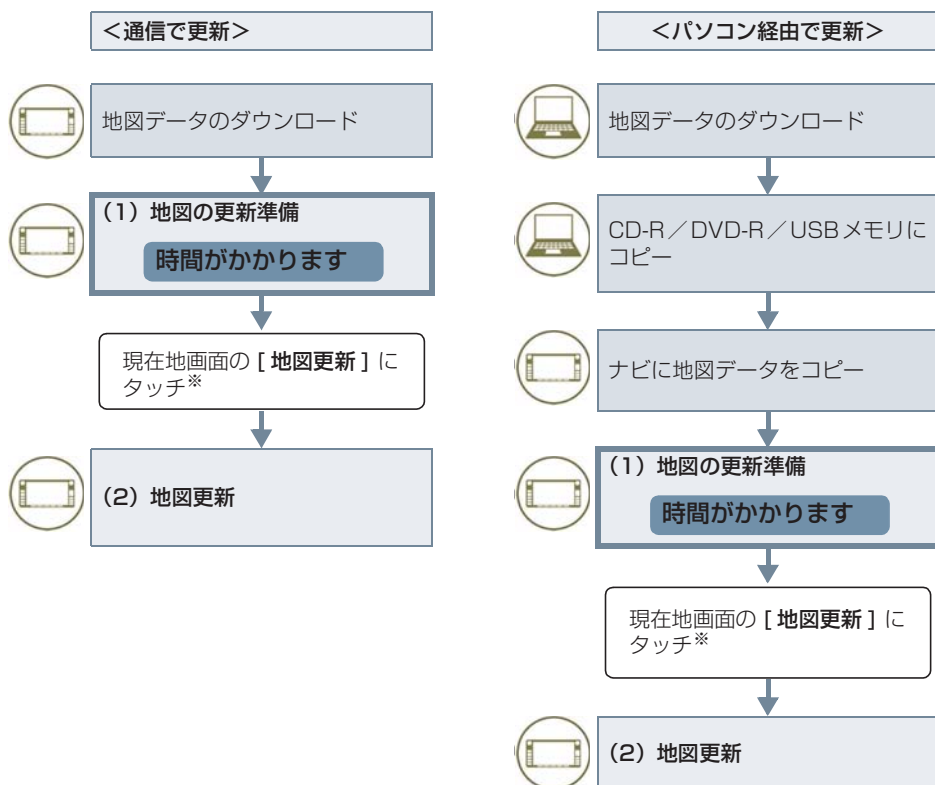 ＜通信で更新＞
地図データのダウンロード
（1）地図の更新準備
時間がかかります
現在地画面の [ 地図更新 ] に
タッチ※
（2）地図更新
＜パソコン経由で更新＞
地図データのダウンロード
CD-R／DVD-R／USBメモリに
コピー
ナビに地図データをコピー
（1）地図の更新準備
時間がかかります
現在地画面の [ 地図更新 ] に
タッチ※
（2）地図更新